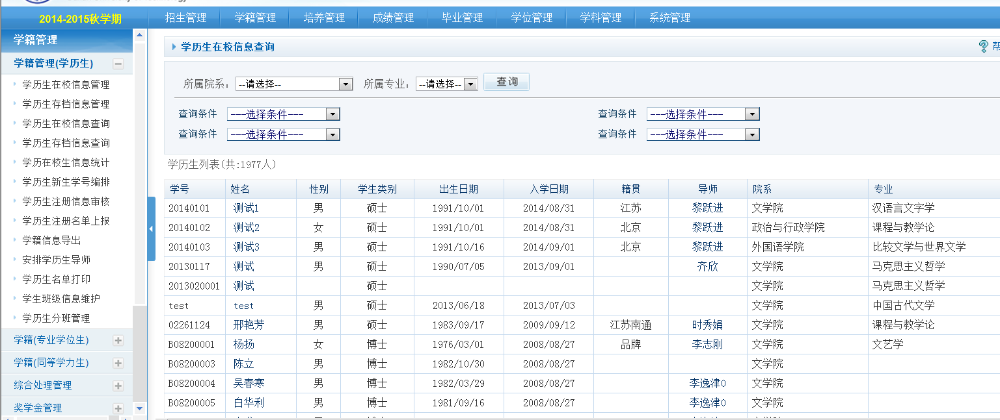 2014-2015秋学期 招生管理 学籍管理 培养管理 成绩管理 毕业管理 学位管理 学科管理 系统管理
学籍管理
学籍管理(学历生)
学历生在校信息管理
学历生存档信息管理
学历生在校信息查询
学历生存档信息查询
学历在校生信息统计
学历生新生学号编排
学历生注册信息审核
学历生注册名单上报
学籍信息导出
安排学历生导师
学历生名单打印
学生班级信息维护
学历生分班管理
学籍(专业学位生)
学籍(同等学力生)
综合处理管理
奖学金管理
学历生在校信息查询
所属院系: --请选择-- 所属专业: --请选择-- 查询
查询条件 ---选择条件--- 查询条件 ---选择条件---
查询条件 ---选择条件--- 查询条件 ---选择条件---
学历生列表(共:1977人)
学号 姓名 性别 学生类别 出生日期 入学日期 籍贯 导师 院系 专业
20140101 测试1 男 硕士 1991/10/01 2014/08/31 江苏 黎跃进 文学院 汉语言文字学
20140102 测试2 女 硕士 1991/10/01 2014/08/31 北京 黎跃进 政治与行政学院 课程与教学论
20140103 测试3 男 硕士 1991/10/16 2014/09/01 北京 黎跃进 外国语学院 比较文学与世界文学
20130117 测试 男 硕士 1990/07/05 2013/09/01 齐欣 文学院 马克思主义哲学
2013020001 测试 硕士 文学院 马克思主义哲学
test test 男 硕士 2013/06/18 2013/07/03 文学院 中国古代文学
02261124 邢艳芳 男 硕士 1983/09/17 2009/09/12 江苏南通 时秀娟 文学院 课程与教学论
B08200001 杨扬 女 博士 1976/03/01 2008/08/27 品牌 李志刚 文学院 文艺学
B08200003 陈立 男 博士 1982/10/30 2008/08/27 文学院
B08200004 吴春寒 男 博士 1982/03/29 2008/08/27 李逸津0 文学院
B08200005 白华利 男 博士 1981/09/16 2008/08/27 李逸津0 文学院